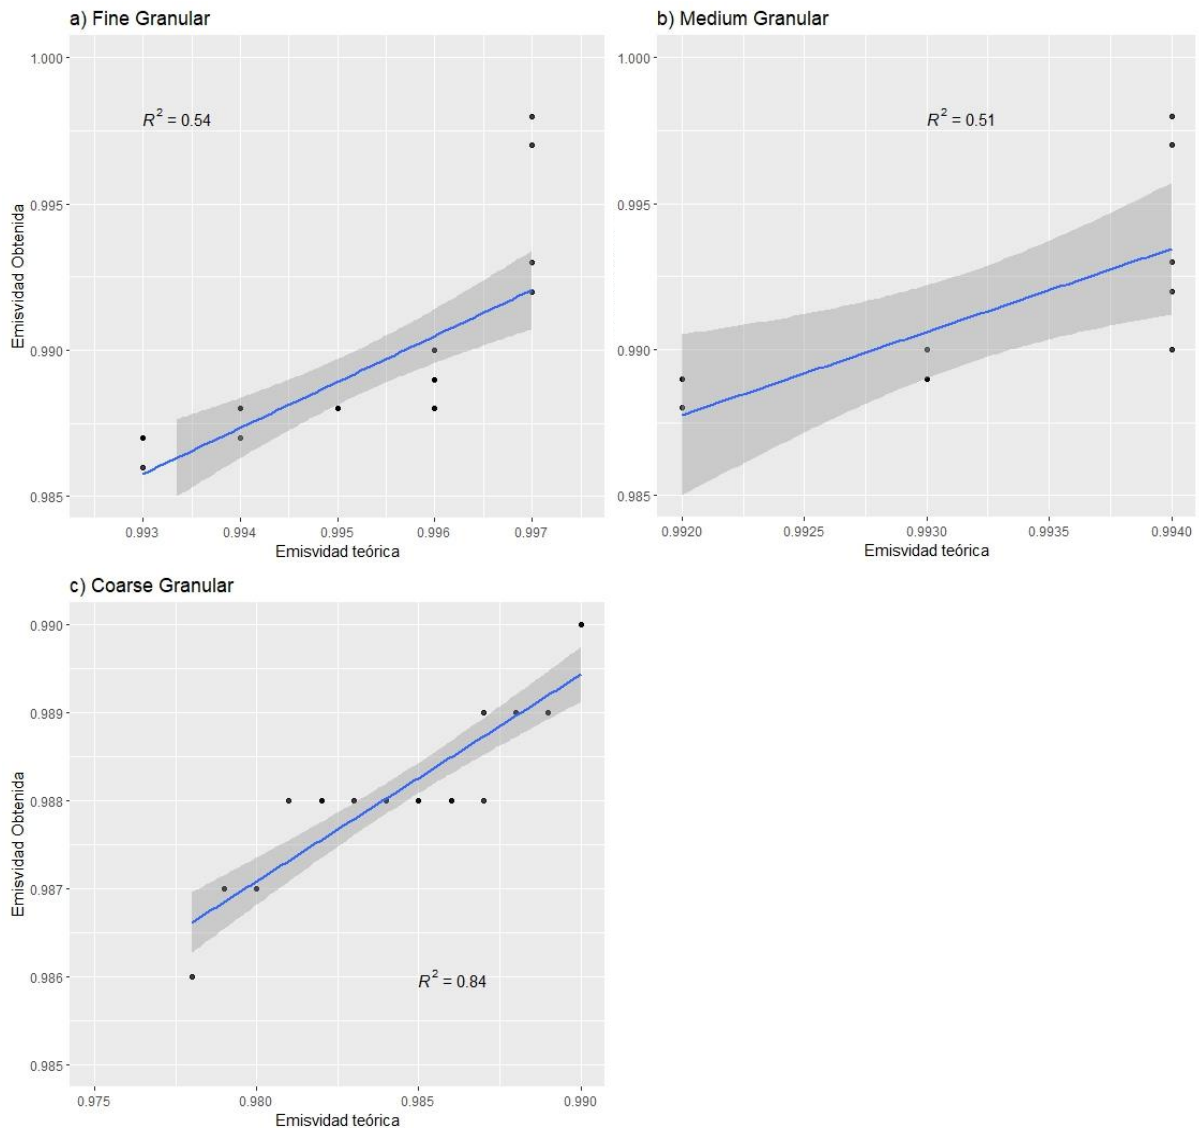 a) Fine Granular
1.000
0.995
0.990
0.985
R² = 0.54
Emisvidad Obtenida
0.993 0.994 0.995 0.996 0.997
Emisvidad teórica
b) Medium Granular
1.000
0.995
0.990
0.985
R² = 0.51
0.9920 0.9925 0.9930 0.9935 0.9940
Emisvidad teórica
c) Coarse Granular
0.990
0.989
0.988
0.987
0.986
0.985
R² = 0.84
Emisvidad Obtenida
0.975 0.980 0.985 0.990
Emisvidad teórica